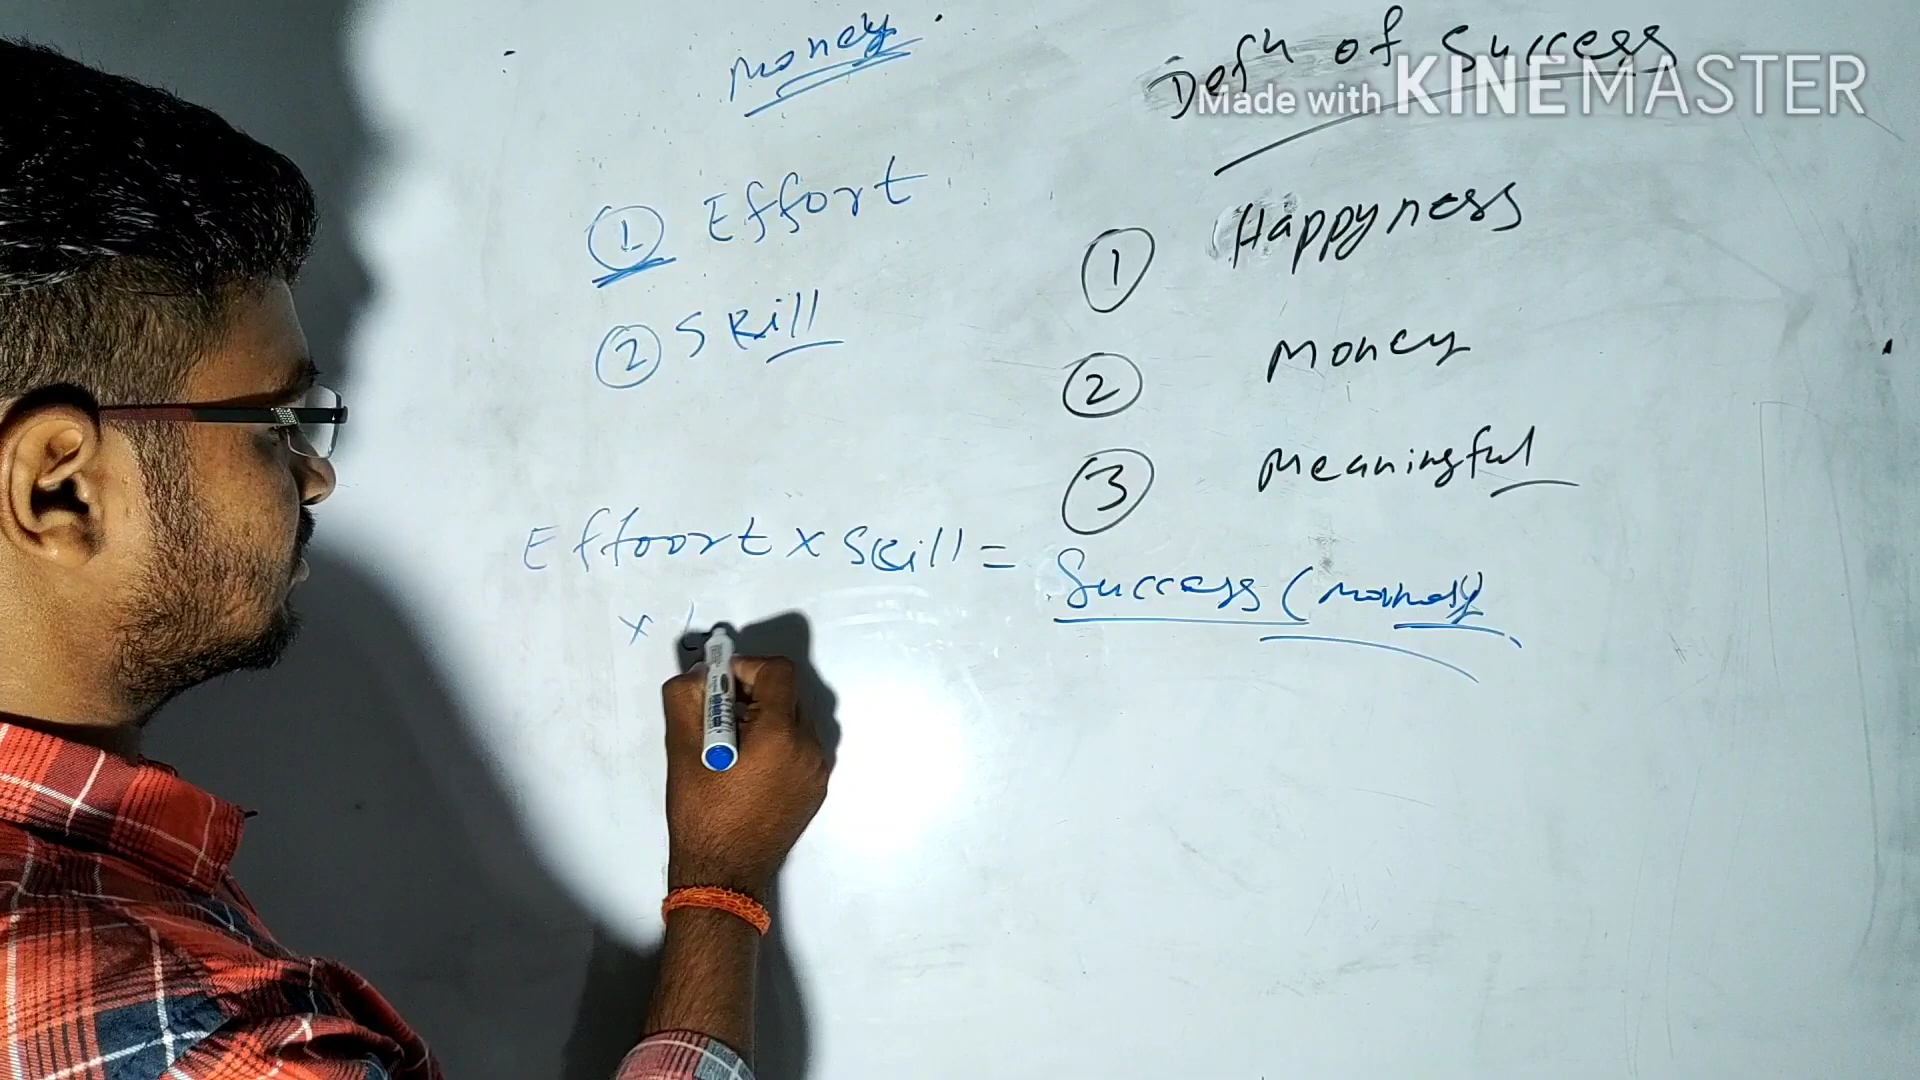 Money
① Effort
② Skill
Effoort x Skill = Success (Money)
x
Defn of Success
Made with KINEMASTER
① Happyness
② Money
③ Meaningful